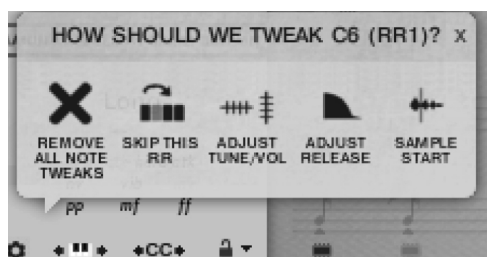 HOW SHOULD WE TWEAK C6 (RR1)? X
REMOVE ALL NOTE TWEAKS
SKIP THIS RR
ADJUST TUNE/VOL
ADJUST RELEASE
SAMPLE START
pp mf ff
CC